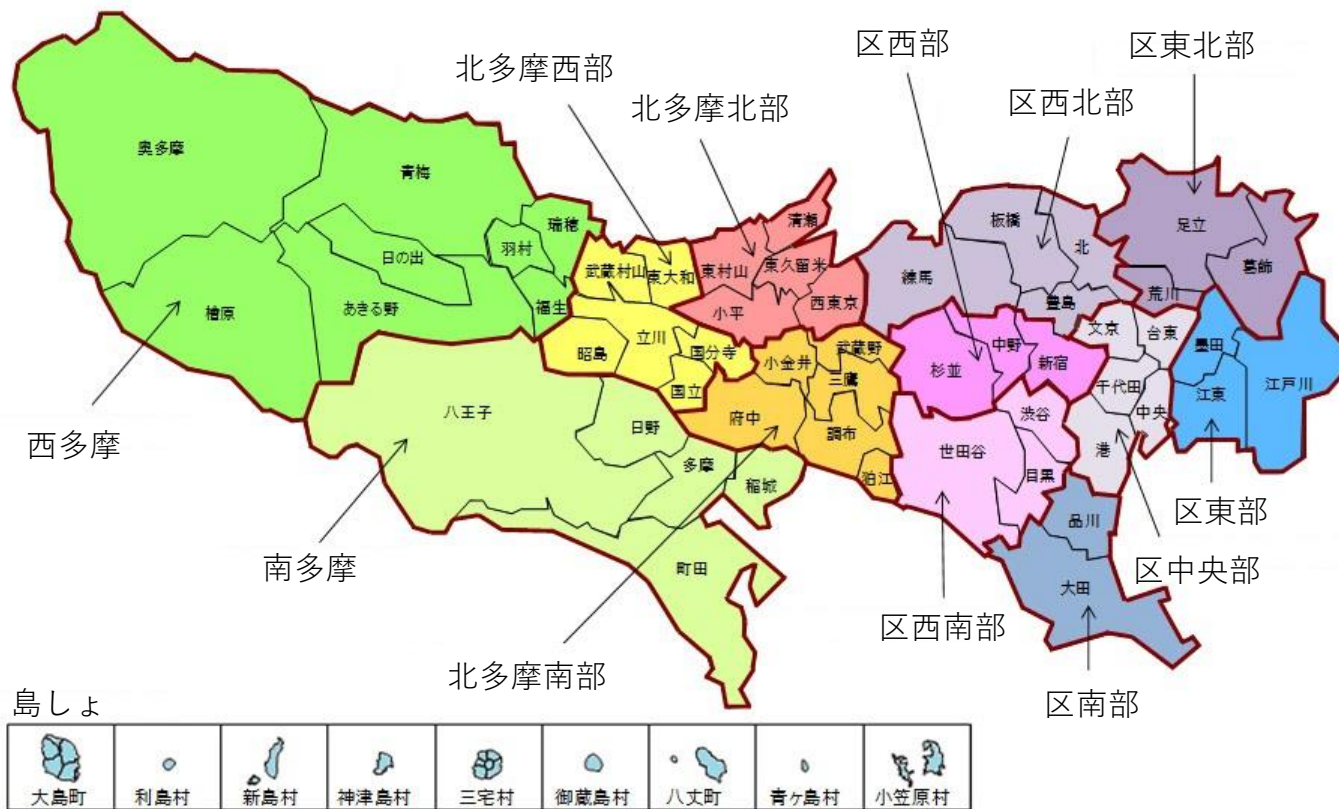 区西部
区東北部
北多摩西部
区西北部
北多摩北部
奥多摩
青梅
清瀬
板橋
北
足立
瑞穂
羽村
日の出
武蔵村山
東大和
東村山
東久留米
練馬
葛飾
檜原
あきる野
福生
小平
西東京
豊島
荒川
文京
台東
昭島
立川
国分寺
小金井
武蔵野
三鷹
杉並
中野
新宿
墨田
江東
江戸川
千代田
中央
国立
八王子
日野
府中
調布
渋谷
世田谷
目黒
港
西多摩
多摩
稲城
狛江
品川
区東部
南多摩
町田
大田
区中央部
区西南部
北多摩南部
区南部
島しょ
大島町
利島村
新島村
神津島村
三宅村
御蔵島村
八丈町
青ヶ島村
小笠原村